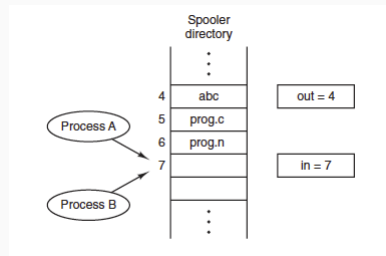 Spooler
directory
4 abc out = 4
Process A 5 prog.c
6 prog.n
7 in = 7
Process B